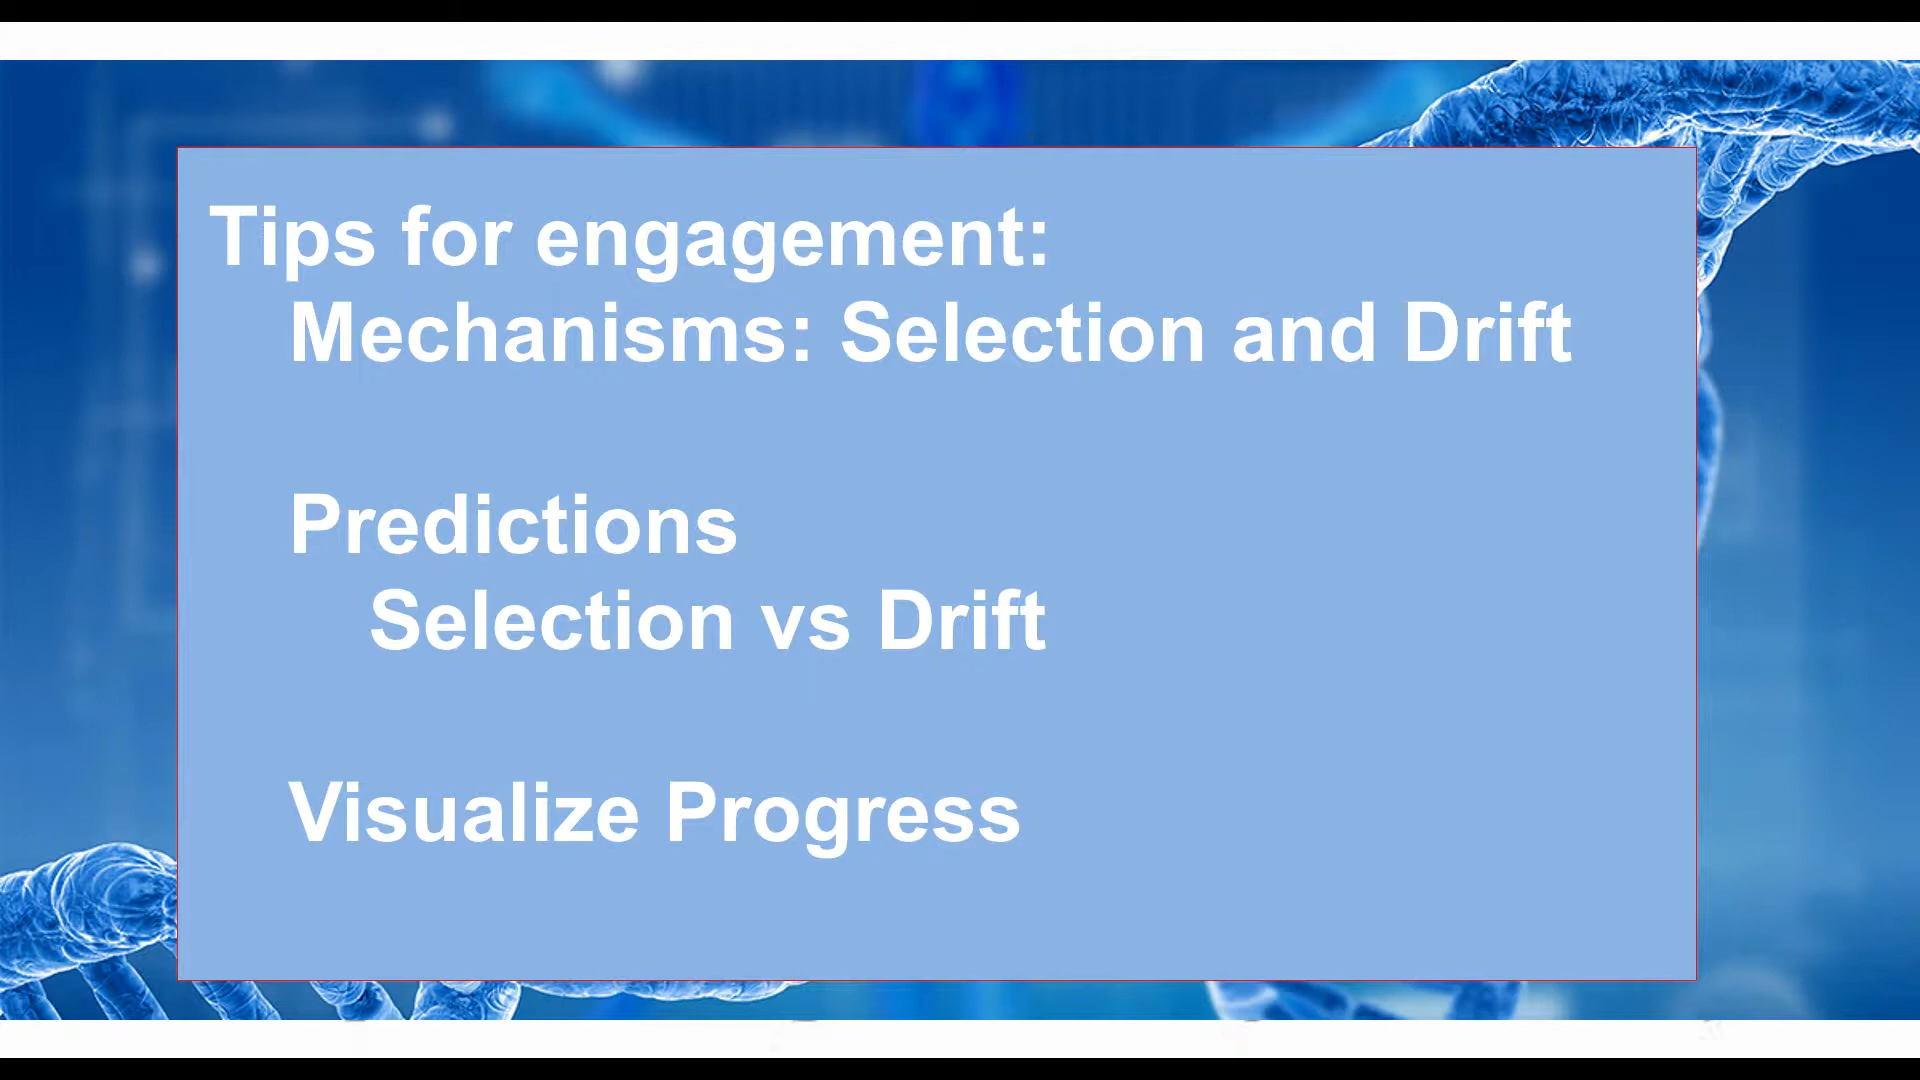 Tips for engagement:
Mechanisms: Selection and Drift
Predictions
Selection vs Drift
Visualize Progress